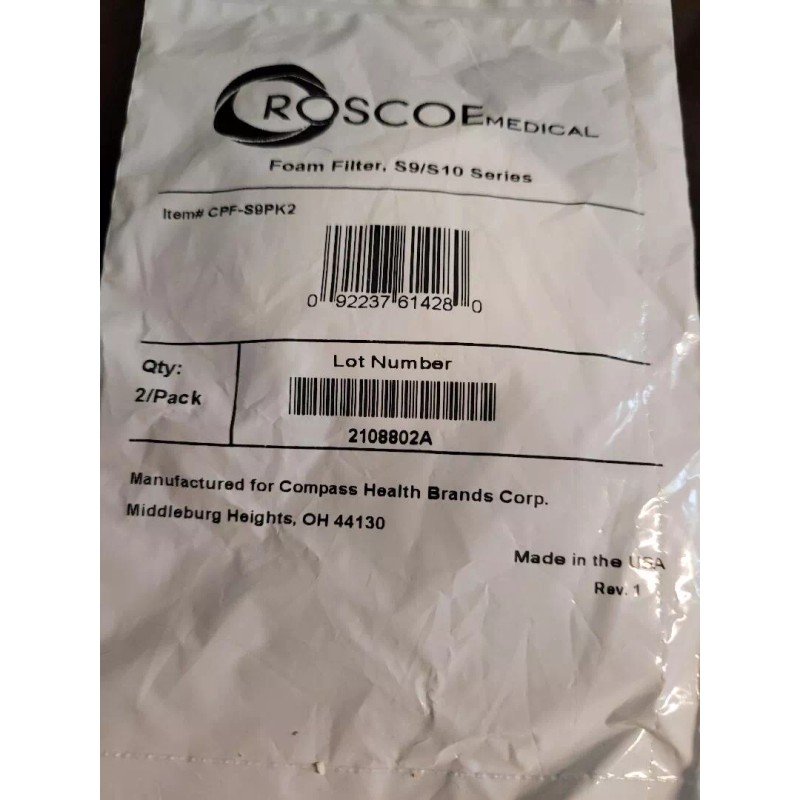 ROSCOE MEDICAL
Foam Filter, S9/S10 Series
Item# CPF-S9PK2
0 92237 61428 0
Qty:
2/Pack
Lot Number
2108802A
Manufactured for Compass Health Brands Corp.
Middleburg Heights, OH 44130
Made in the USA
Rev. 1